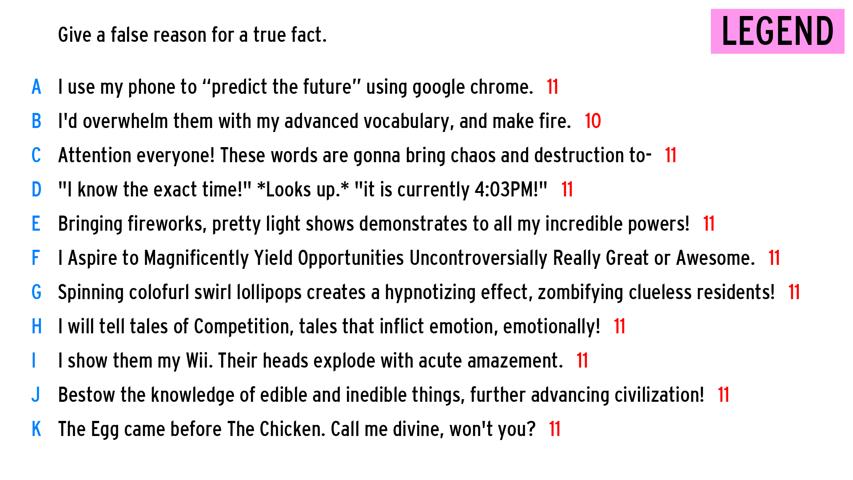 Give a false reason for a true fact.
LEGEND
A I use my phone to “predict the future” using google chrome. 11
B I'd overwhelm them with my advanced vocabulary, and make fire. 10
C Attention everyone! These words are gonna bring chaos and destruction to- 11
D "I know the exact time!" *Looks up.* "it is currently 4:03PM!" 11
E Bringing fireworks, pretty light shows demonstrates to all my incredible powers! 11
F I Aspire to Magnificently Yield Opportunities Uncontroversially Really Great or Awesome. 11
G Spinning colofurl swirl lollipops creates a hypnotizing effect, zombifying clueless residents! 11
H I will tell tales of Competition, tales that inflict emotion, emotionally! 11
I I show them my Wii. Their heads explode with acute amazement. 11
J Bestow the knowledge of edible and inedible things, further advancing civilization! 11
K The Egg came before The Chicken. Call me divine, won't you? 11